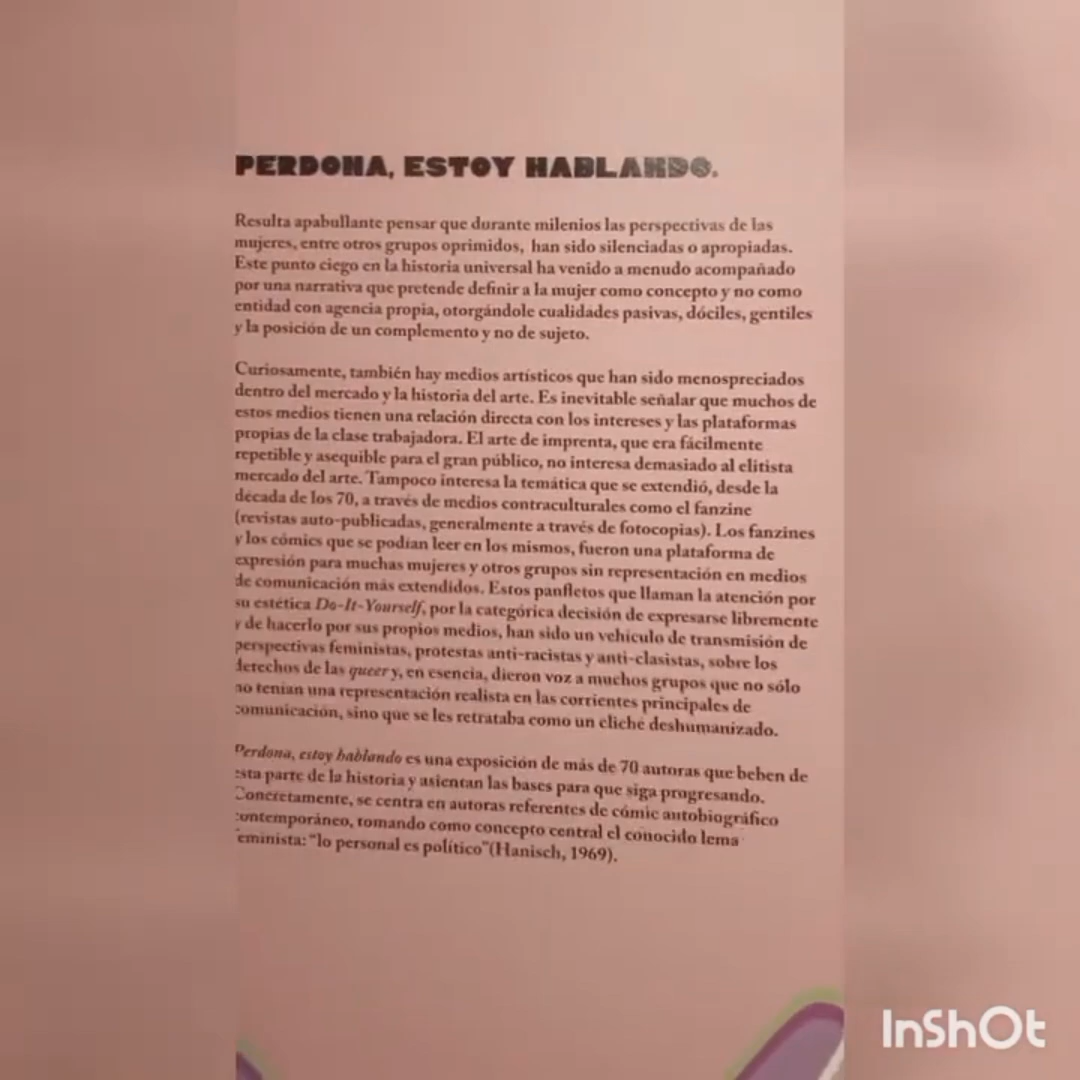 PERDONA, ESTOY HABLANDO.
Resulta apabullante pensar que durante milenios las perspectivas de las
mujeres, entre otros grupos oprimidos, han sido silenciadas o apropiadas.
Este punto ciego en la historia universal ha venido a menudo acompañado
por una narrativa que pretende definir a la mujer como concepto y no como
entidad con agencia propia, otorgándole cualidades pasivas, dóciles, gentiles
y la posición de un complemento y no de sujeto.
Curiosamente, también hay medios artísticos que han sido menospreciados
dentro del mercado y la historia del arte. Es inevitable señalar que muchos de
estos medios tienen una relación directa con los intereses y las plataformas
propias de la clase trabajadora. El arte de imprenta, que era fácilmente
repetible y asequible para el gran público, no interesa demasiado al elitista
mercado del arte. Tampoco interesa la temática que se extendió, desde la
década de los 70, a través de medios contraculturales como el fanzine
(revistas auto-publicadas, generalmente a través de fotocopias). Los fanzines
y los cómics que se podían leer en los mismos, fueron una plataforma de
expresión para muchas mujeres y otros grupos sin representación en medios
de comunicación más extendidos. Estos panfletos que llaman la atención por
su estética Do-It-Yourself, por la categórica decisión de expresarse libremente
y de hacerlo por sus propios medios, han sido un vehículo de transmisión de
perspectivas feministas, protestas anti-racistas y anti-clasistas, sobre los
derechos de las queer y, en esencia, dieron voz a muchos grupos que no sólo
no tenían una representación realista en las corrientes principales de
comunicación, sino que se les retrataba como un cliché deshumanizado.
Perdona, estoy hablando es una exposición de más de 70 autoras que beben de
esta parte de la historia y asientan las bases para que siga progresando.
Concretamente, se centra en autoras referentes de cómic autobiográfico
contemporáneo, tomando como concepto central el conocido lema
feminista: "lo personal es político"(Hanisch, 1969).
InShOt